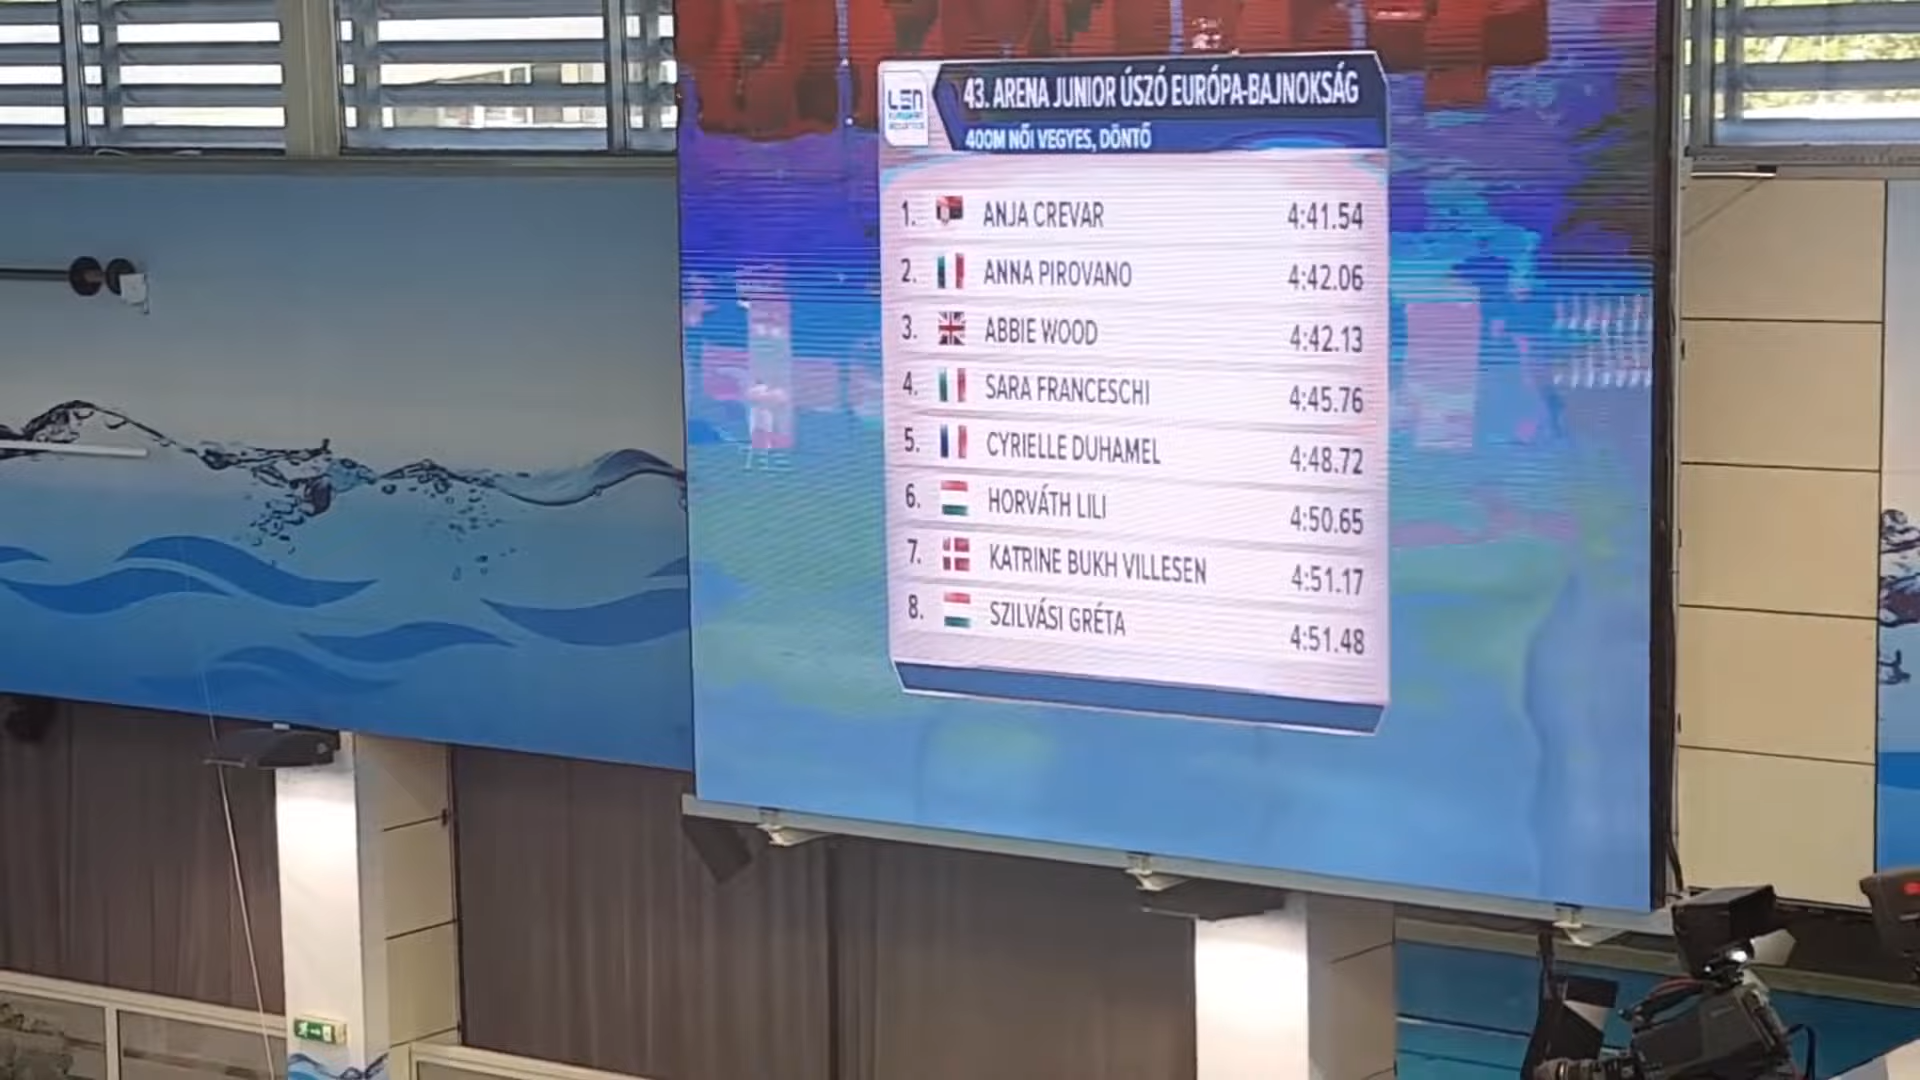 LEN
43. ARENA JUNIOR ÚSZÓ EURÓPA-BAJNOKSÁG
400M NŐI VEGYES, DÖNTŐ
1. ANJA CREVAR 4:41.54
2. ANNA PIROVANO 4:42.06
3. ABBIE WOOD 4:42.13
4. SARA FRANCESCHI 4:45.76
5. CYRIELLE DUHAMEL 4:48.72
6. HORVÁTH LILI 4:50.65
7. KATRINE BUKH VILLESEN 4:51.17
8. SZILVÁSI GRÉTA 4:51.48